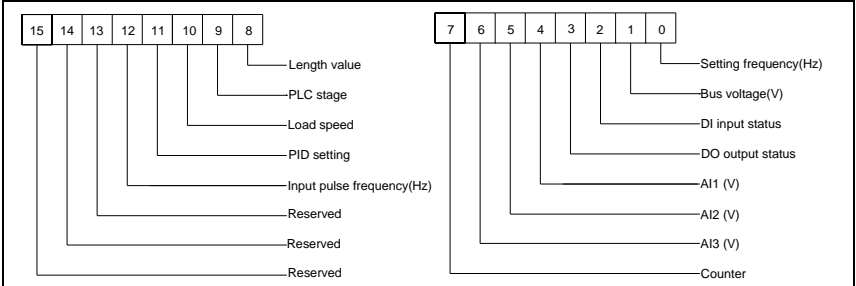 15 14 13 12 11 10 9 8
Length value
PLC stage
Load speed
PID setting
Input pulse frequency(Hz)
Reserved
Reserved
Reserved
7 6 5 4 3 2 1 0
Setting frequency(Hz)
Bus voltage(V)
DI input status
DO output status
AI1 (V)
AI2 (V)
AI3 (V)
Counter